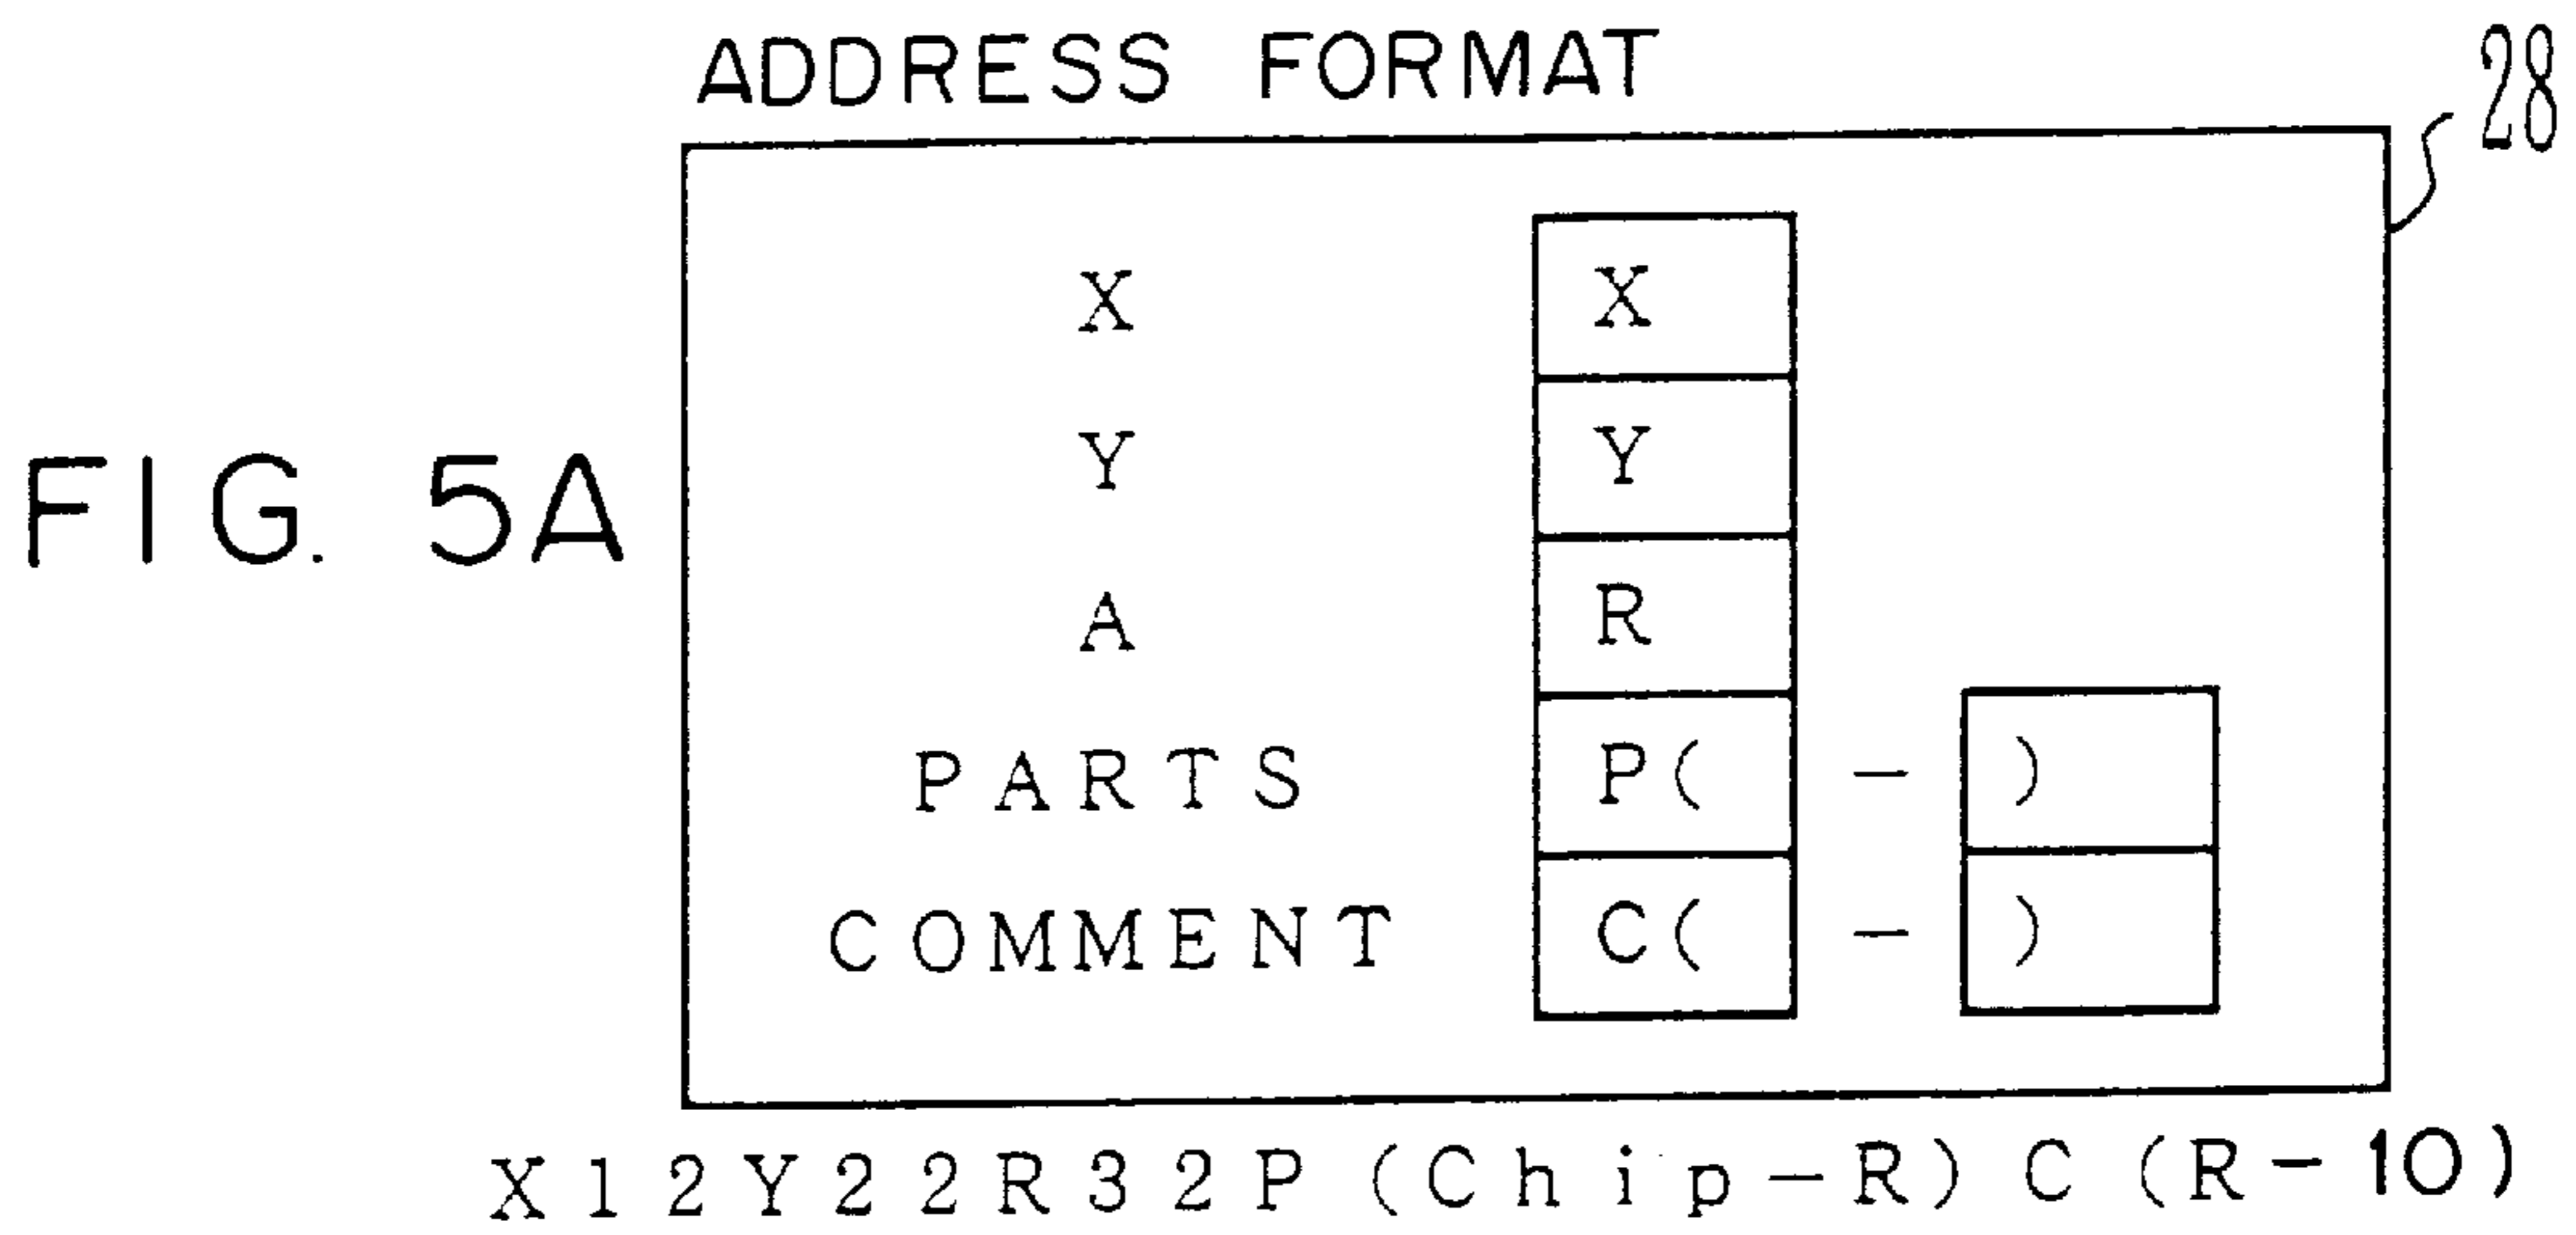 ADDRESS FORMAT
28
X X
Y Y
FIG. 5A
A R
PARTS P( - )
COMMENT C( - )
X12Y22R32P(Chip-R)C(R-10)